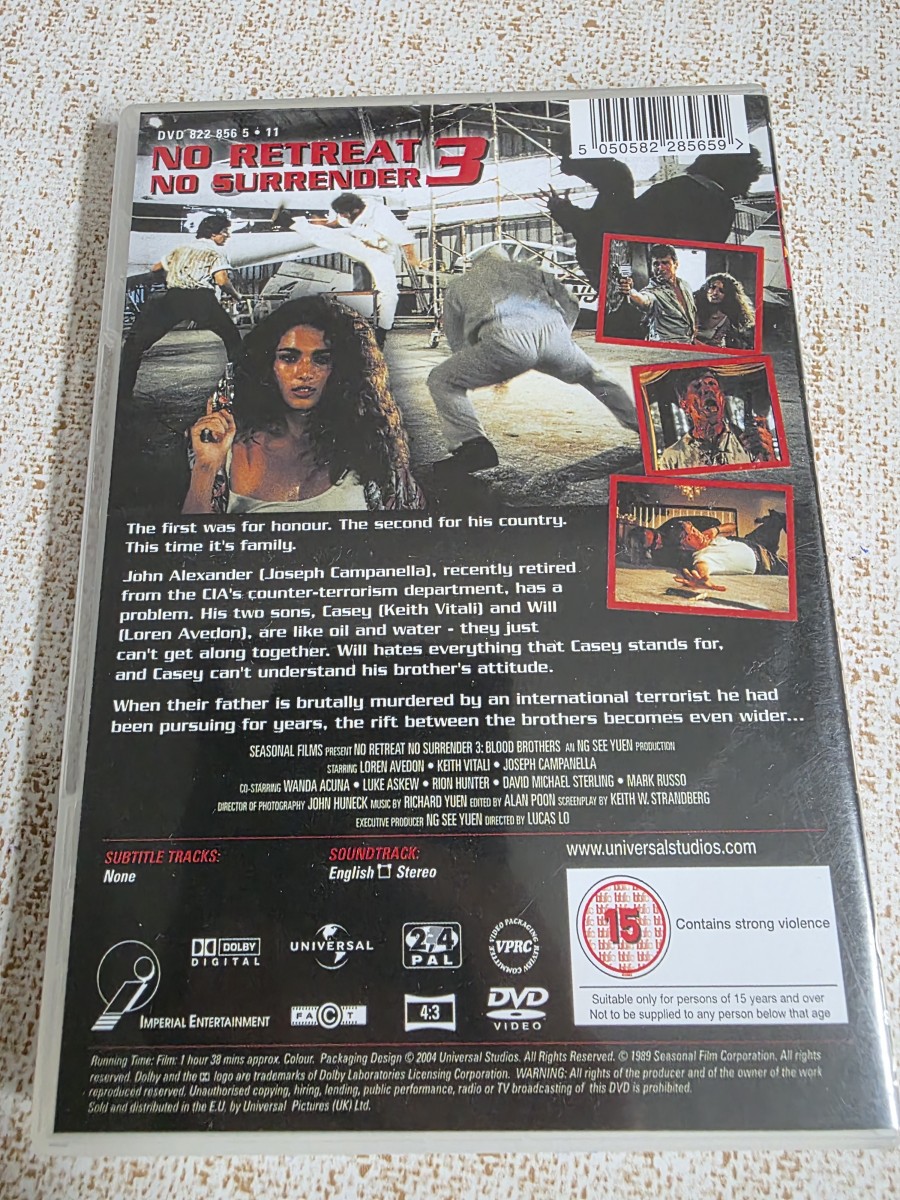 DVD 822 856 5 • 11
5 050582 285659 >
NO RETREAT 3
NO SURRENDER
The first was for honour. The second for his country.
This time it's family.
John Alexander (Joseph Campanella), recently retired
from the CIA's counter-terrorism department, has a
problem. His two sons, Casey (Keith Vitali) and Will
(Loren Avedon), are like oil and water - they just
can't get along together. Will hates everything that Casey stands for,
and Casey can't understand his brother's attitude.
When their father is brutally murdered by an international terrorist he had
been pursuing for years, the rift between the brothers becomes even wider...
SEASONAL FILMS PRESENT NO RETREAT NO SURRENDER 3: BLOOD BROTHERS AN NG SEE YUEN PRODUCTION
STARRING LOREN AVEDON • KEITH VITALI • JOSEPH CAMPANELLA
CO-STARRING WANDA ACUNA • LUKE ASKEW • RION HUNTER • DAVID MICHAEL STERLING • MARK RUSSO
DIRECTOR OF PHOTOGRAPHY JOHN HUNECK MUSIC BY RICHARD YUEN EDITED BY ALAN POON SCREENPLAY BY KEITH W. STRANDBERG
EXECUTIVE PRODUCER NG SEE YUEN DIRECTED BY LUCAS LO
SUBTITLE TRACKS:
None
SOUNDTRACK:
English Stereo
www.universalstudios.com
15
Contains strong violence
Suitable only for persons of 15 years and over
Not to be supplied to any person below that age
IMPERIAL ENTERTAINMENT
DOLBY
DIGITAL
UNIVERSAL
2 4
PAL
VIDEO PACKAGING REVIEW COMMITTEE
VPRC
FACT
4:3
DVD
VIDEO
Running Time: Film: 1 hour 38 mins approx. Colour. Packaging Design © 2004 Universal Studios. All Rights Reserved. © 1989 Seasonal Film Corporation. All rights
reserved. Dolby and the logo are trademarks of Dolby Laboratories Licensing Corporation. WARNING: All rights of the producer and of the owner of the work
reproduced reserved. Unauthorised copying, hiring, lending, public performance, radio or TV broadcasting of this DVD is prohibited.
Sold and distributed in the E.U. by Universal Pictures (UK) Ltd.